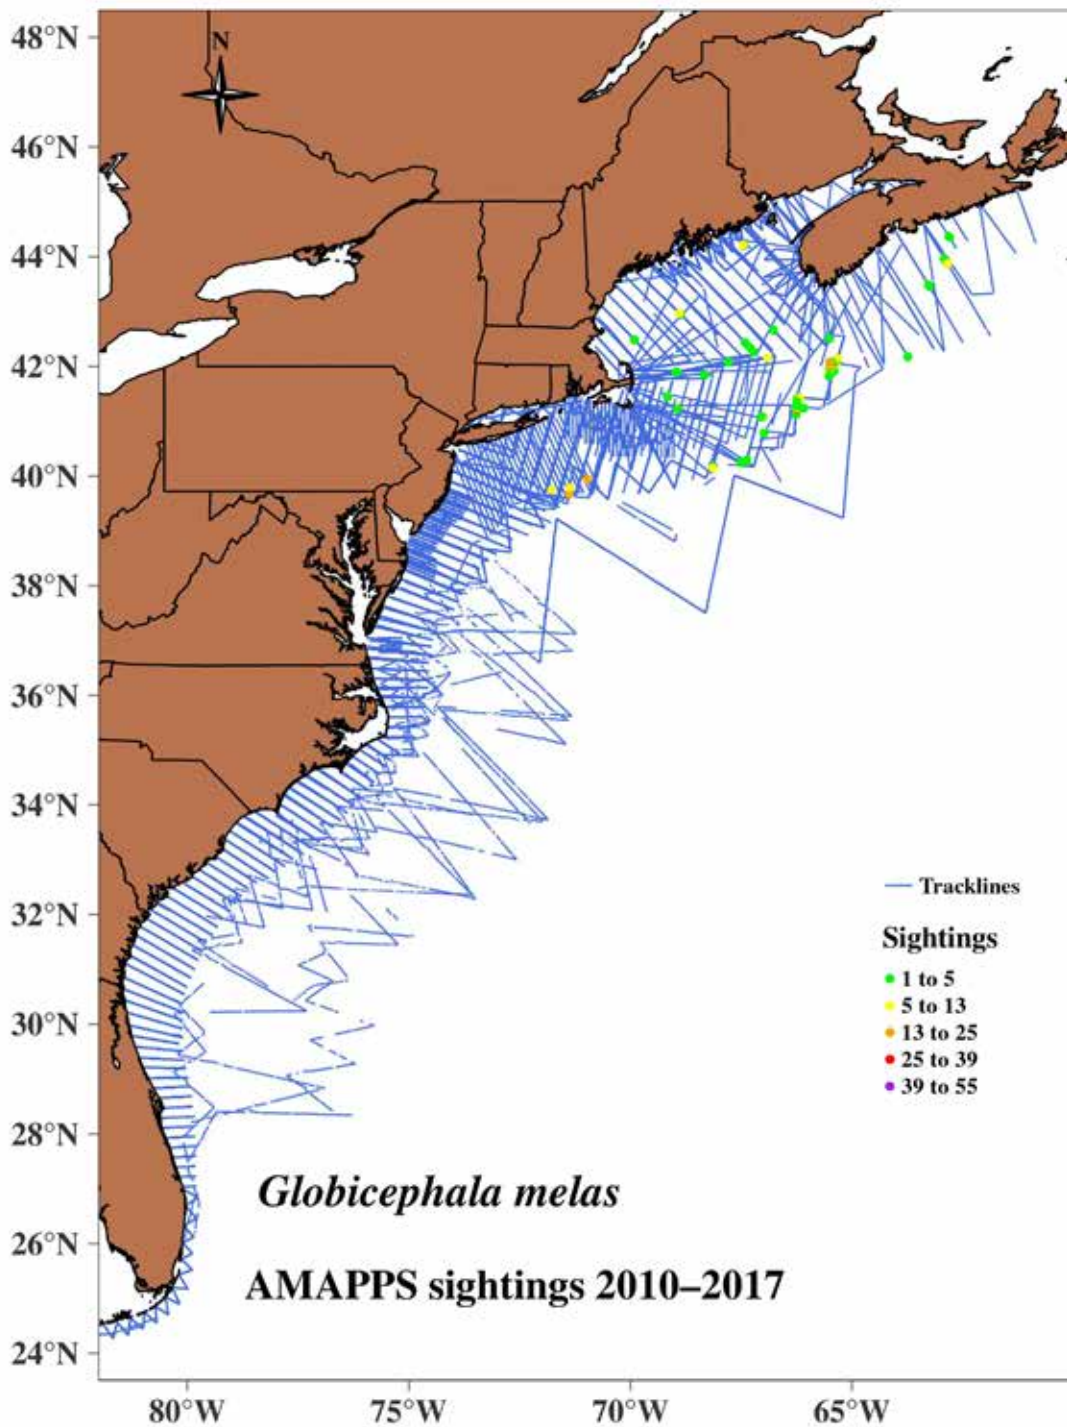 48°N
N
46°N
44°N
42°N
40°N
38°N
36°N
34°N
Tracklines
32°N
Sightings
1 to 5
5 to 13
30°N
13 to 25
25 to 39
39 to 55
28°N
Globicephala melas
26°N
AMAPPS sightings 2010–2017
24°N
80°W 75°W 70°W 65°W